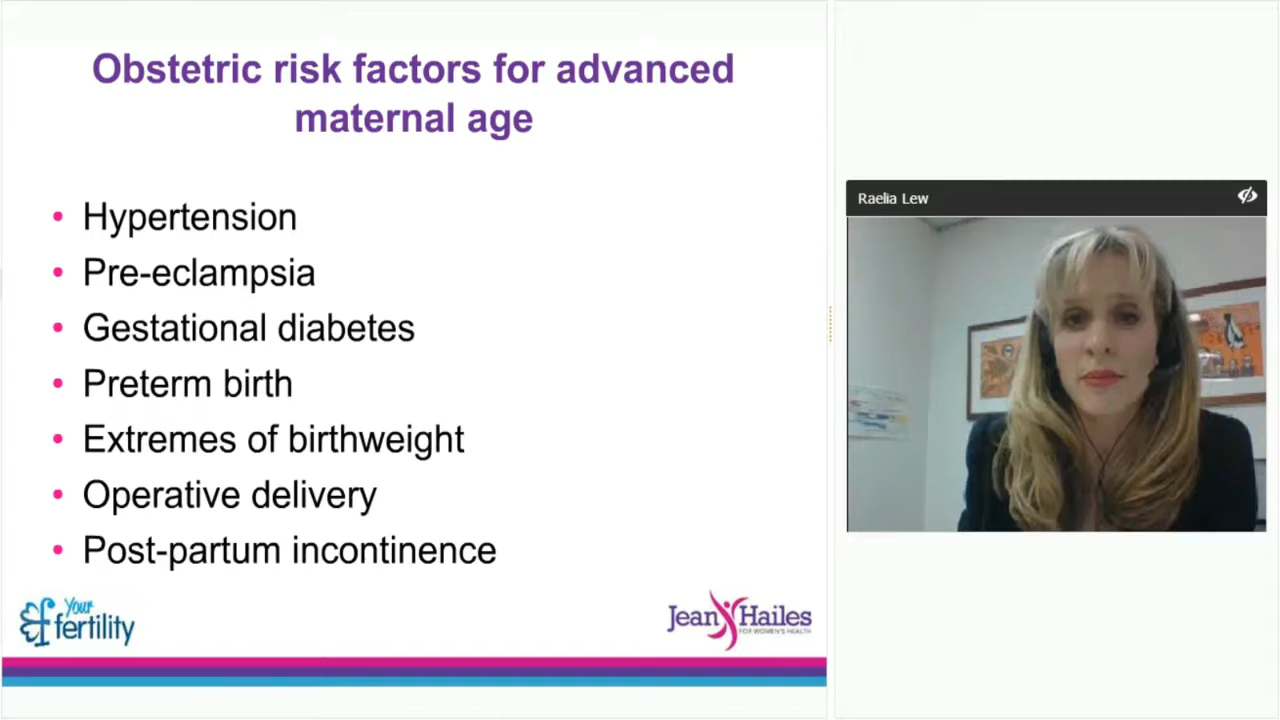 Obstetric risk factors for advanced
maternal age
• Hypertension
• Pre-eclampsia
• Gestational diabetes
• Preterm birth
• Extremes of birthweight
• Operative delivery
• Post-partum incontinence
Your
fertility
Jean Hailes
FOR WOMEN'S HEALTH
Raelia Lew